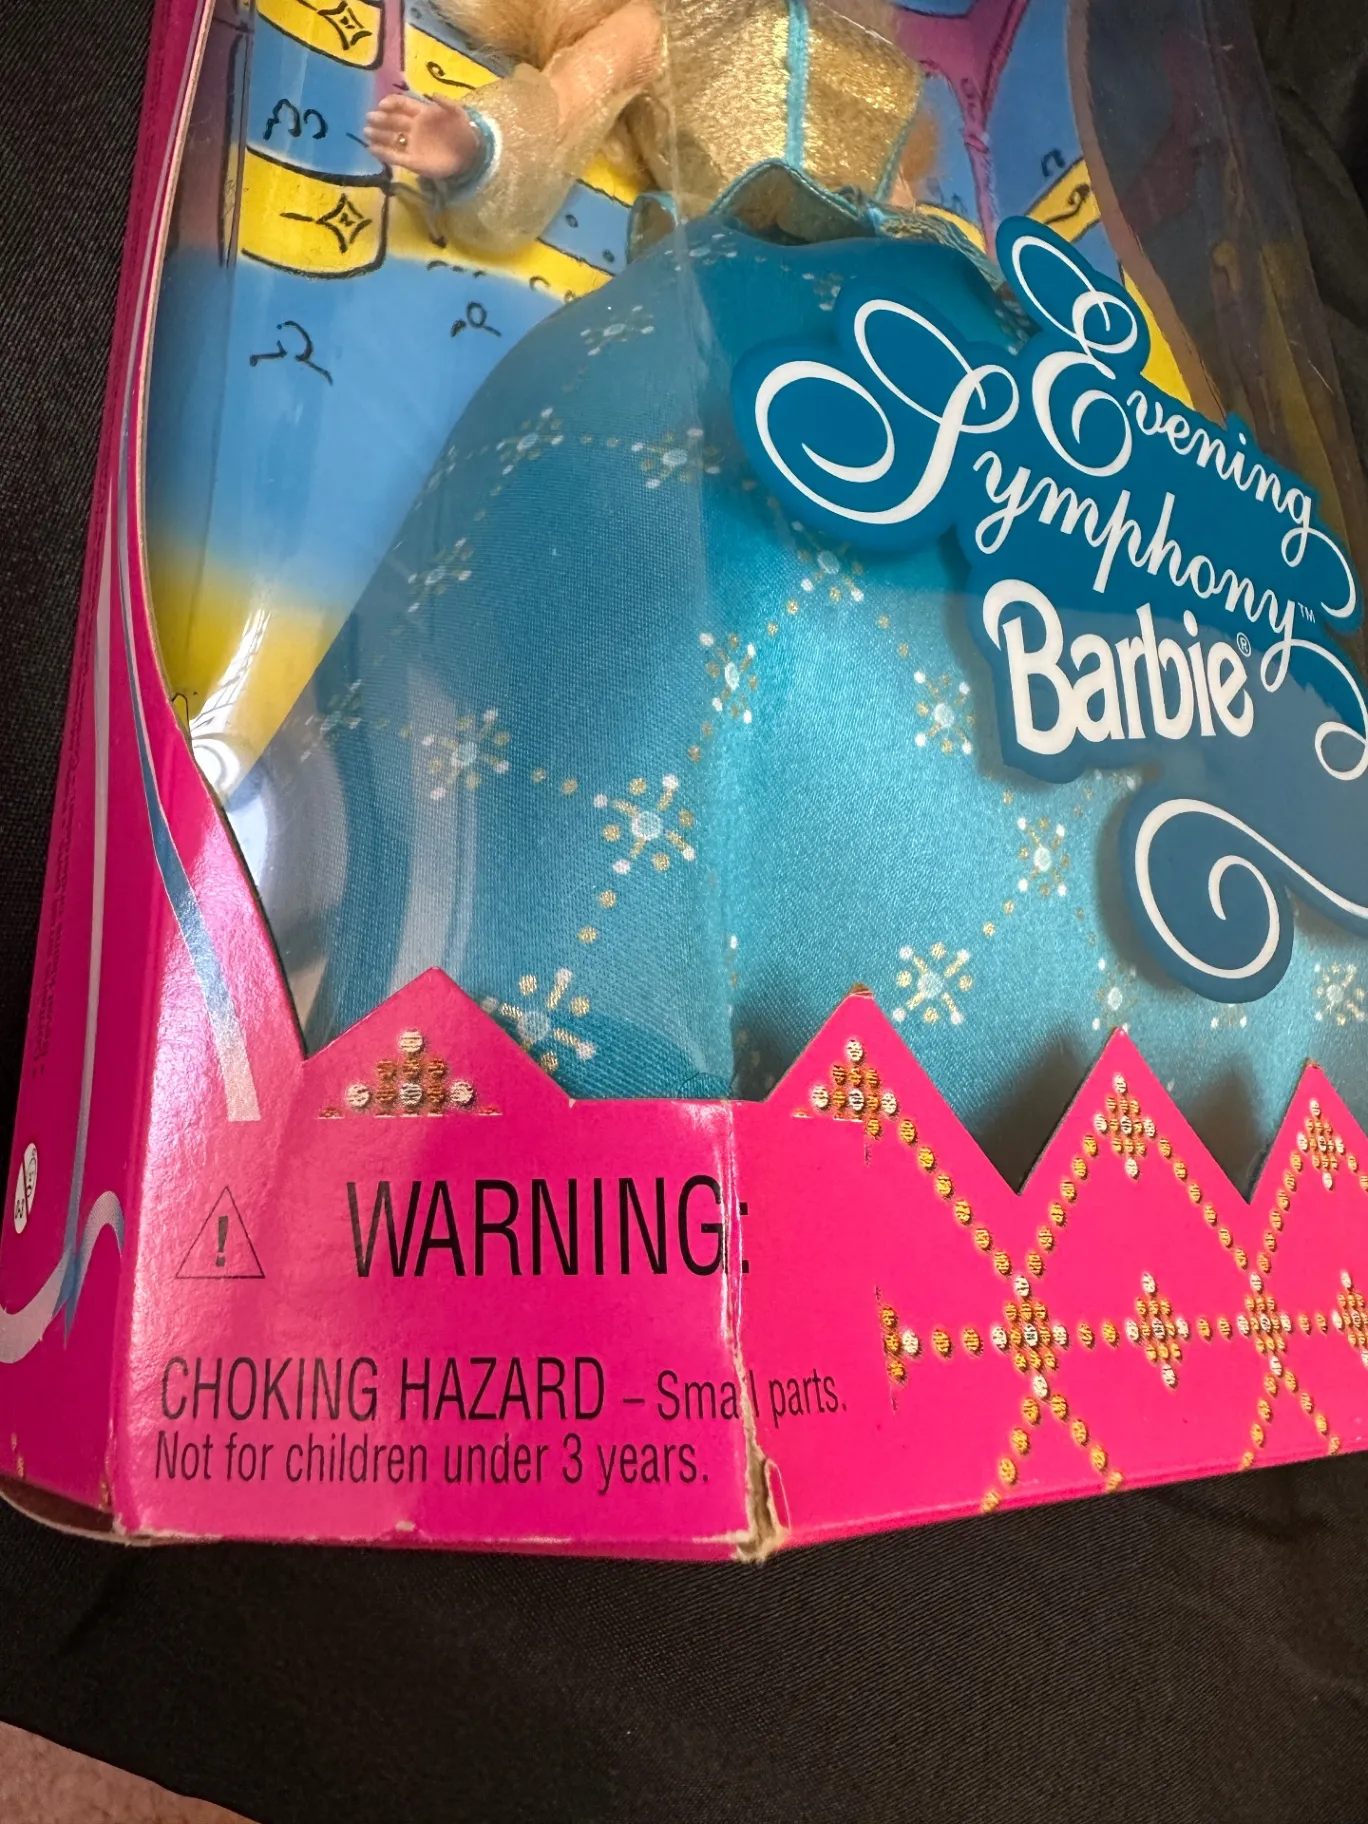 Evening
Symphony™
Barbie®
WARNING:
CHOKING HAZARD – Small parts.
Not for children under 3 years.